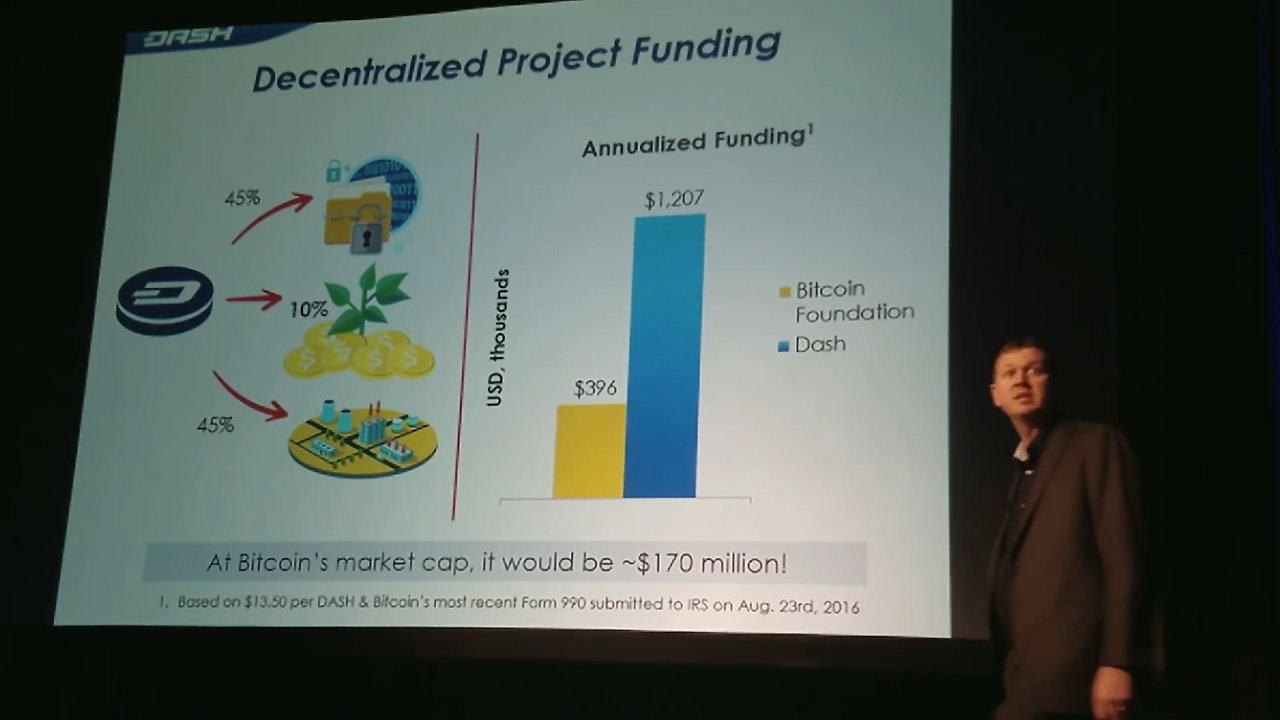 DASH
Decentralized Project Funding
45%
10%
45%
Annualized Funding1
USD, thousands
$1,207
$396
Bitcoin
Foundation
Dash
At Bitcoin's market cap, it would be ~$170 million!
1. Based on $13.50 per DASH & Bitcoin's most recent Form 990 submitted to IRS on Aug. 23rd, 2016